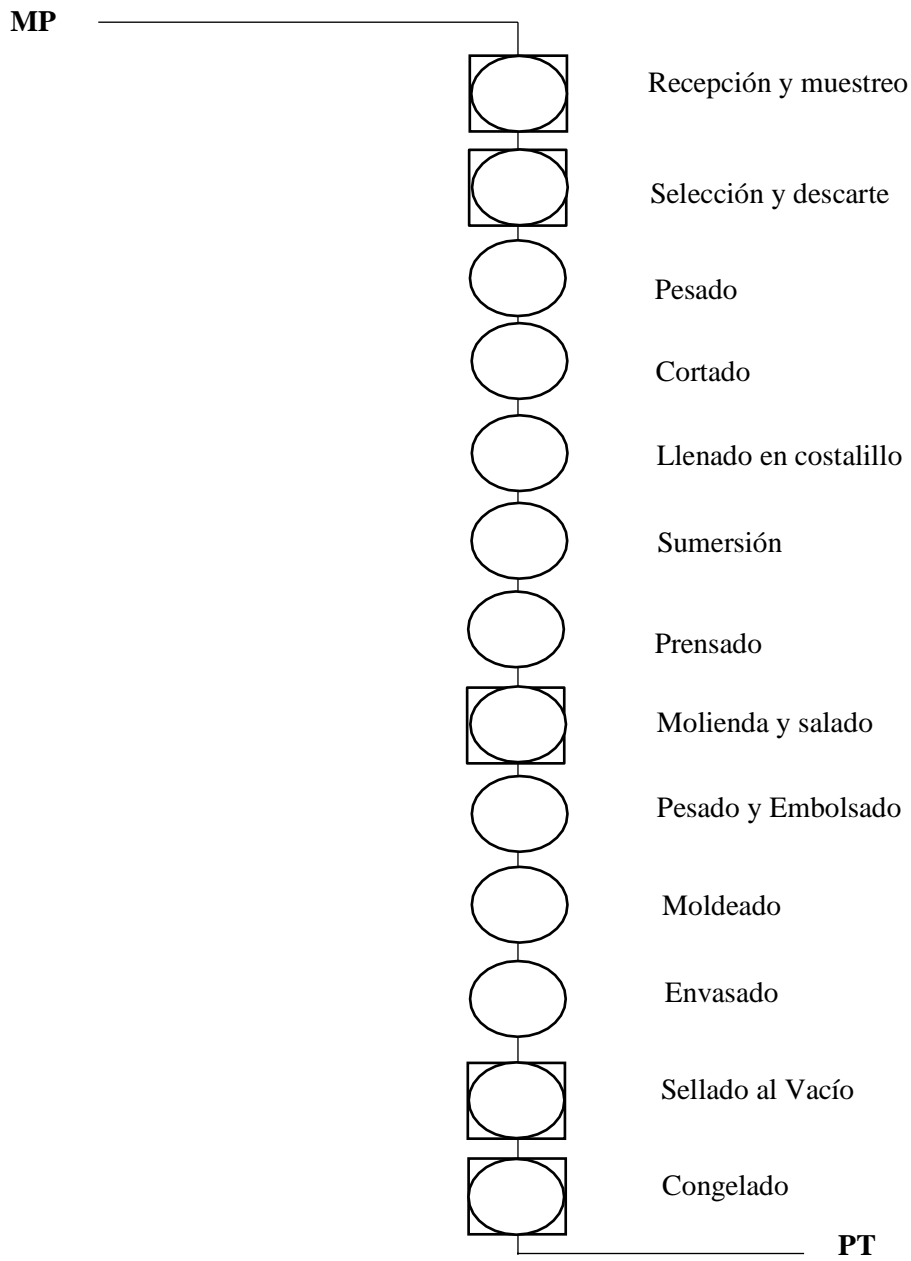 MP
Recepción y muestreo
Selección y descarte
Pesado
Cortado
Llenado en costalillo
Sumersión
Prensado
Molienda y salado
Pesado y Embolsado
Moldeado
Envasado
Sellado al Vacío
Congelado
PT